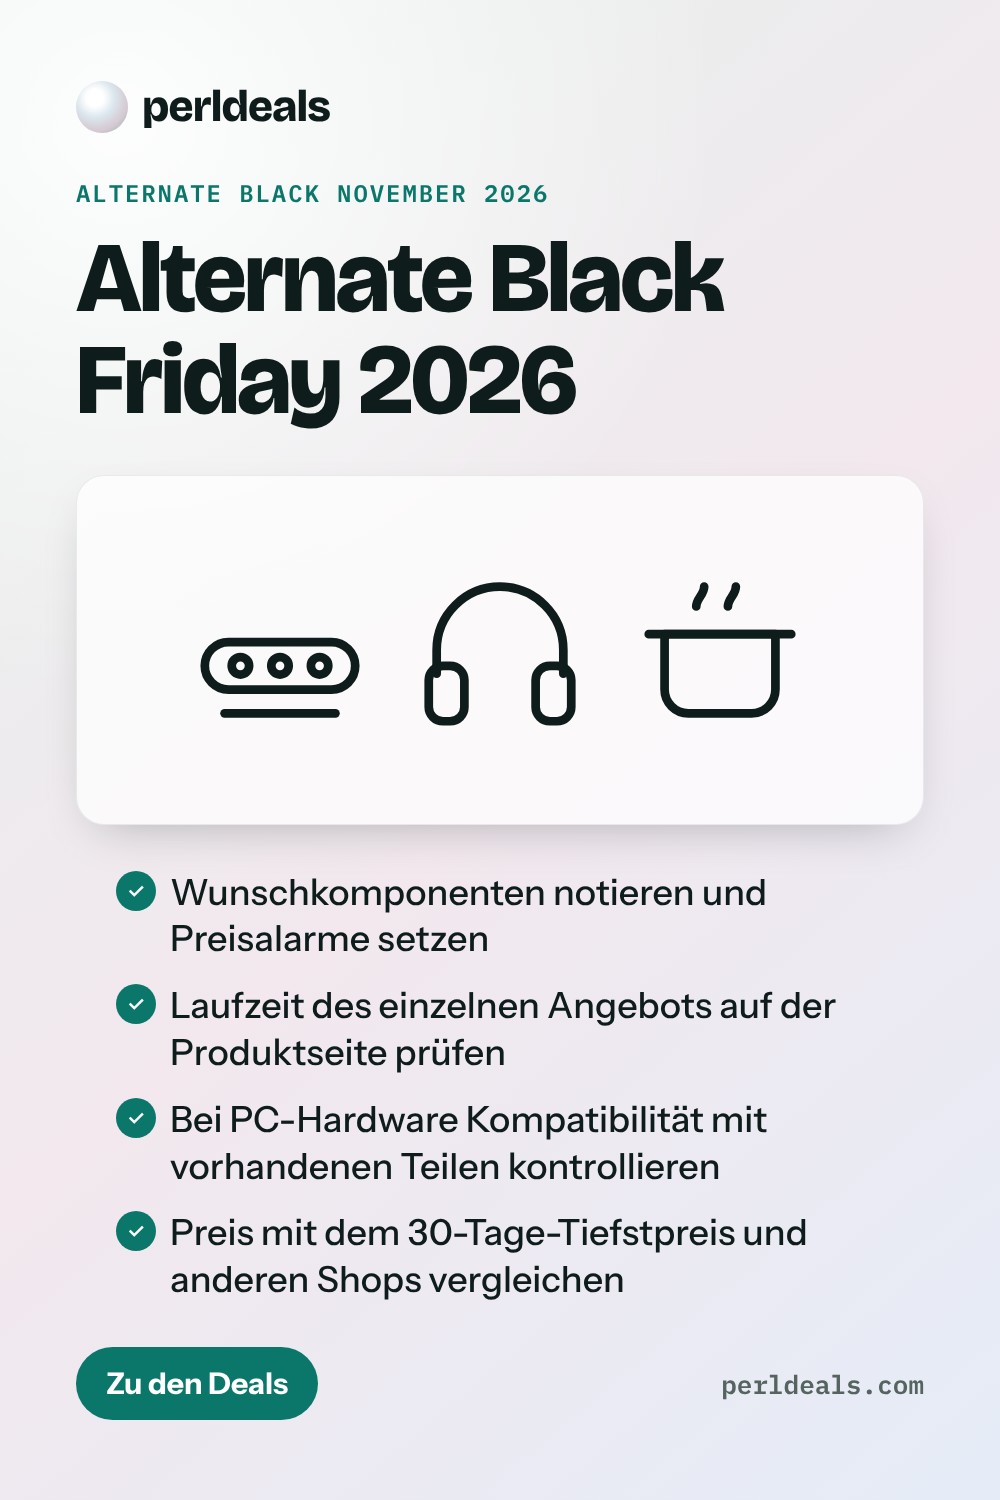 perldeals
ALTERNATE BLACK NOVEMBER 2026
Alternate Black
Friday 2026
Wunschkomponenten notieren und
Preisalarme setzen
Laufzeit des einzelnen Angebots auf der
Produktseite prüfen
Bei PC-Hardware Kompatibilität mit
vorhandenen Teilen kontrollieren
Preis mit dem 30-Tage-Tiefstpreis und
anderen Shops vergleichen
Zu den Deals
perldeals.com